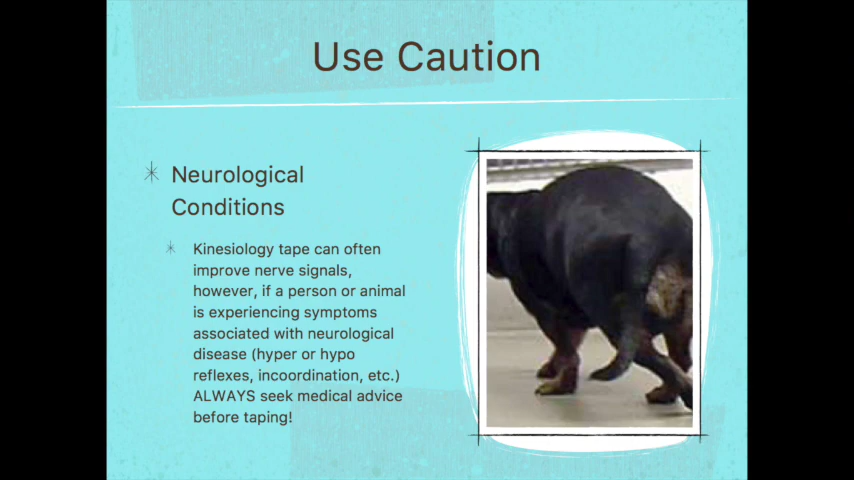 Use Caution
Neurological
Conditions
Kinesiology tape can often
improve nerve signals,
however, if a person or animal
is experiencing symptoms
associated with neurological
disease (hyper or hypo
reflexes, incoordination, etc.)
ALWAYS seek medical advice
before taping!